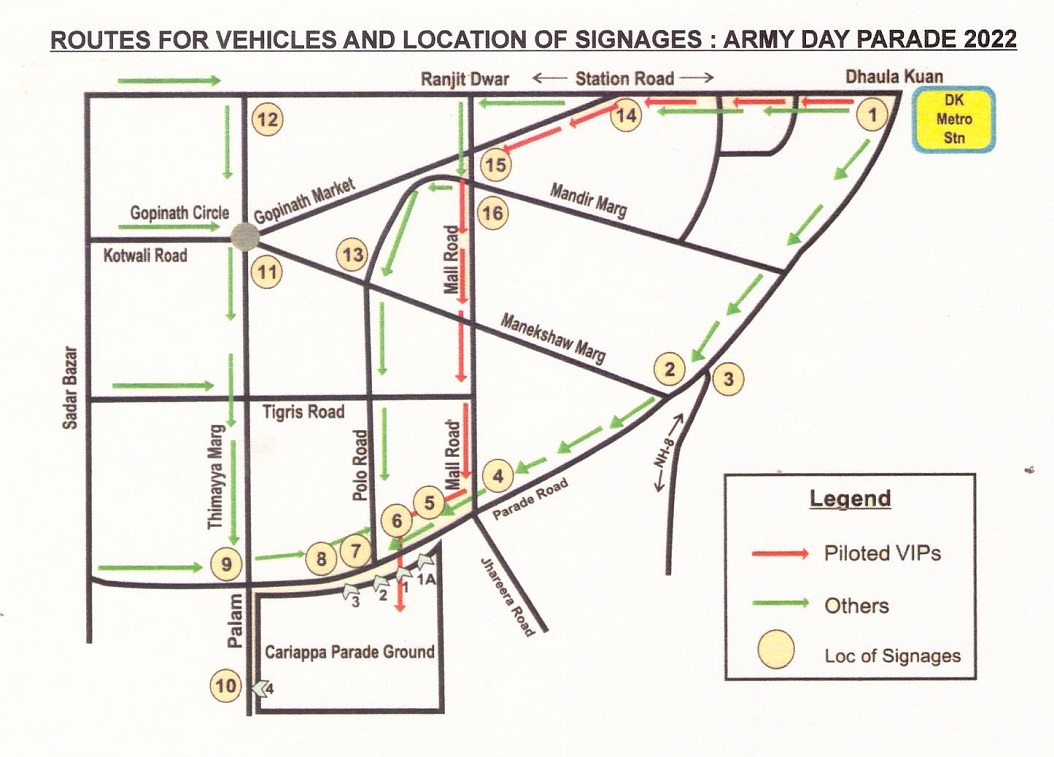 ROUTES FOR VEHICLES AND LOCATION OF SIGNAGES : ARMY DAY PARADE 2022
Ranjit Dwar
Station Road
Dhaula Kuan
DK
Metro
Stn
12
14
1
15
Gopinath Circle
Gopinath Market
Mandir Marg
16
Kotwali Road
11
13
Mall Road
Manekshaw Marg
2
3
Sadar Bazar
Tigris Road
Thimayya Marg
Polo Road
Mall Road
NH-8
4
5
6
Parade Road
7
8
9
1A
1
2
3
Jhareera Road
Palam
Cariappa Parade Ground
10
4
Legend
Piloted VIPs
Others
Loc of Signages